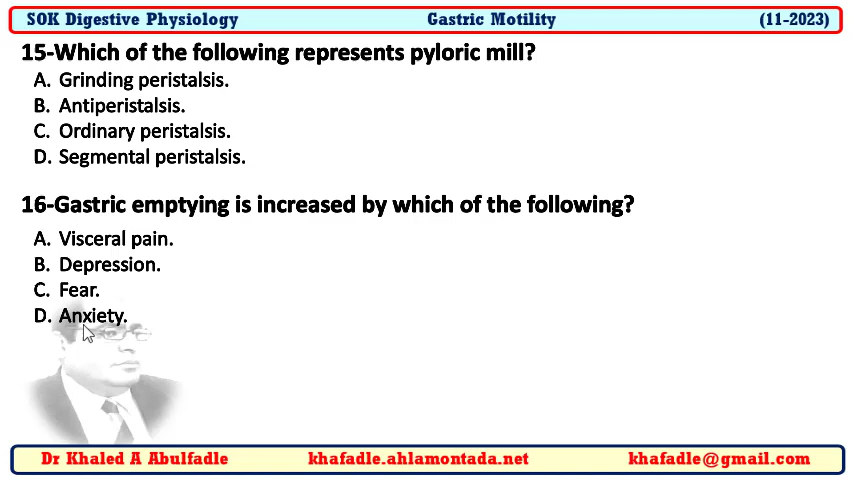 SOK Digestive Physiology Gastric Motility (11-2023)
15-Which of the following represents pyloric mill?
A. Grinding peristalsis.
B. Antiperistalsis.
C. Ordinary peristalsis.
D. Segmental peristalsis.
16-Gastric emptying is increased by which of the following?
A. Visceral pain.
B. Depression.
C. Fear.
D. Anxiety.
Dr Khaled A Abulfadle khafadle.ahlamontada.net khafadle@gmail.com